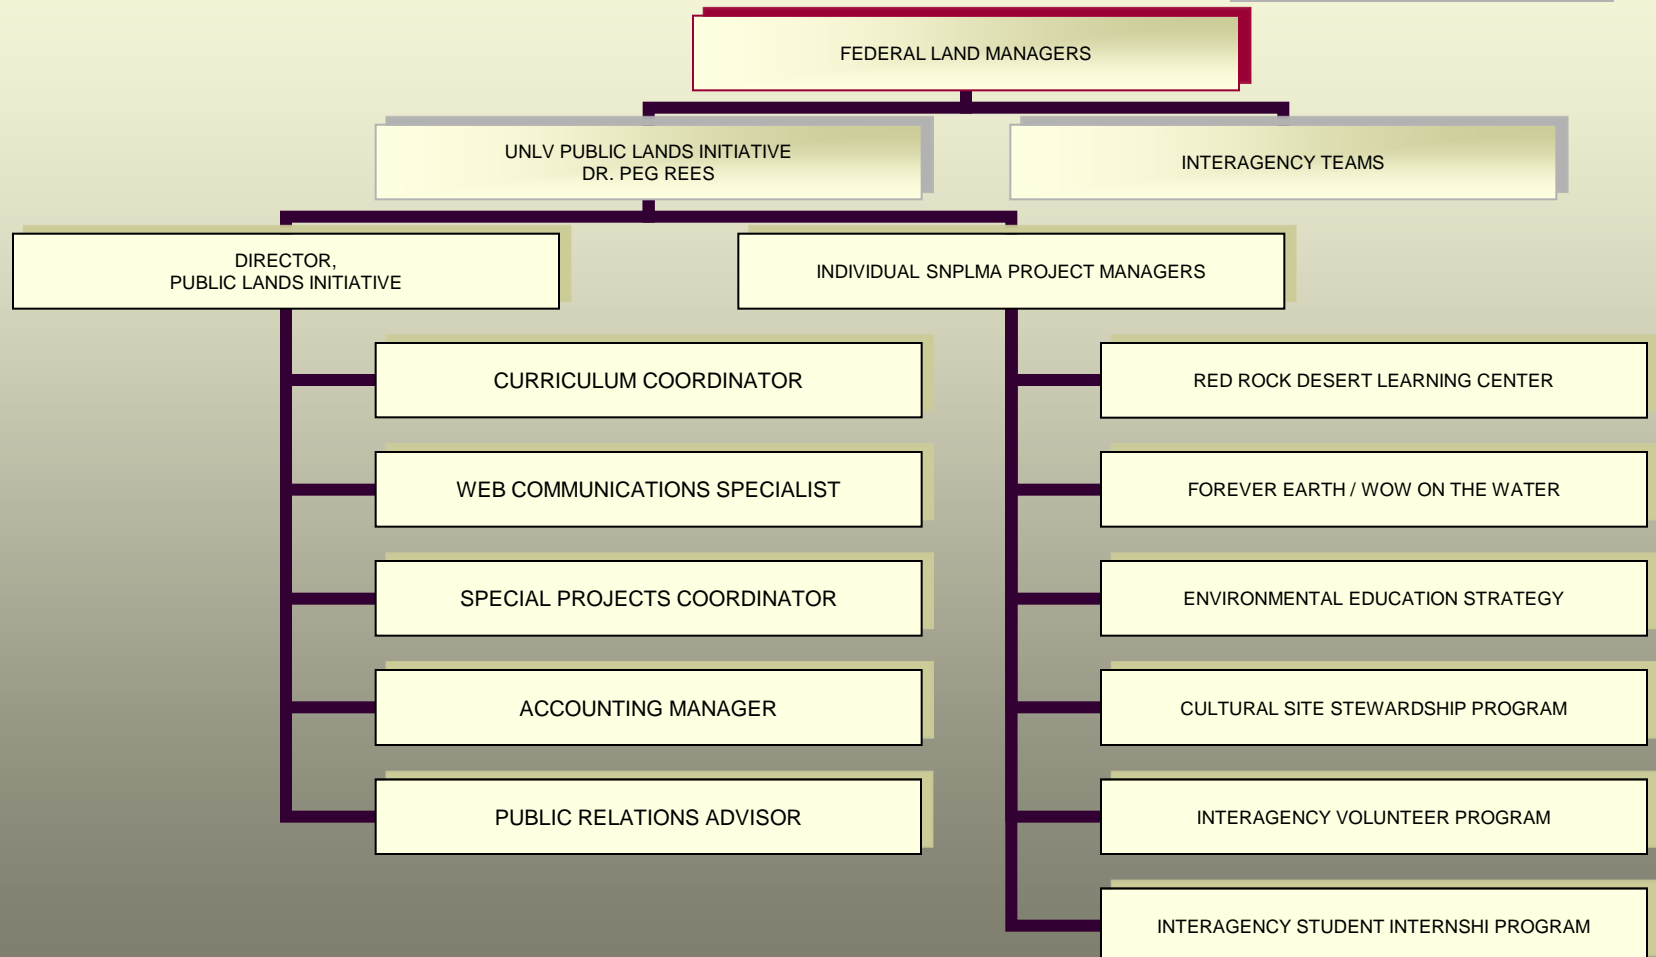 FEDERAL LAND MANAGERS
UNLV PUBLIC LANDS INITIATIVE
DR. PEG REES
INTERAGENCY TEAMS
DIRECTOR,
PUBLIC LANDS INITIATIVE
INDIVIDUAL SNPLMA PROJECT MANAGERS
CURRICULUM COORDINATOR
WEB COMMUNICATIONS SPECIALIST
SPECIAL PROJECTS COORDINATOR
ACCOUNTING MANAGER
PUBLIC RELATIONS ADVISOR
RED ROCK DESERT LEARNING CENTER
FOREVER EARTH / WOW ON THE WATER
ENVIRONMENTAL EDUCATION STRATEGY
CULTURAL SITE STEWARDSHIP PROGRAM
INTERAGENCY VOLUNTEER PROGRAM
INTERAGENCY STUDENT INTERNSHI PROGRAM